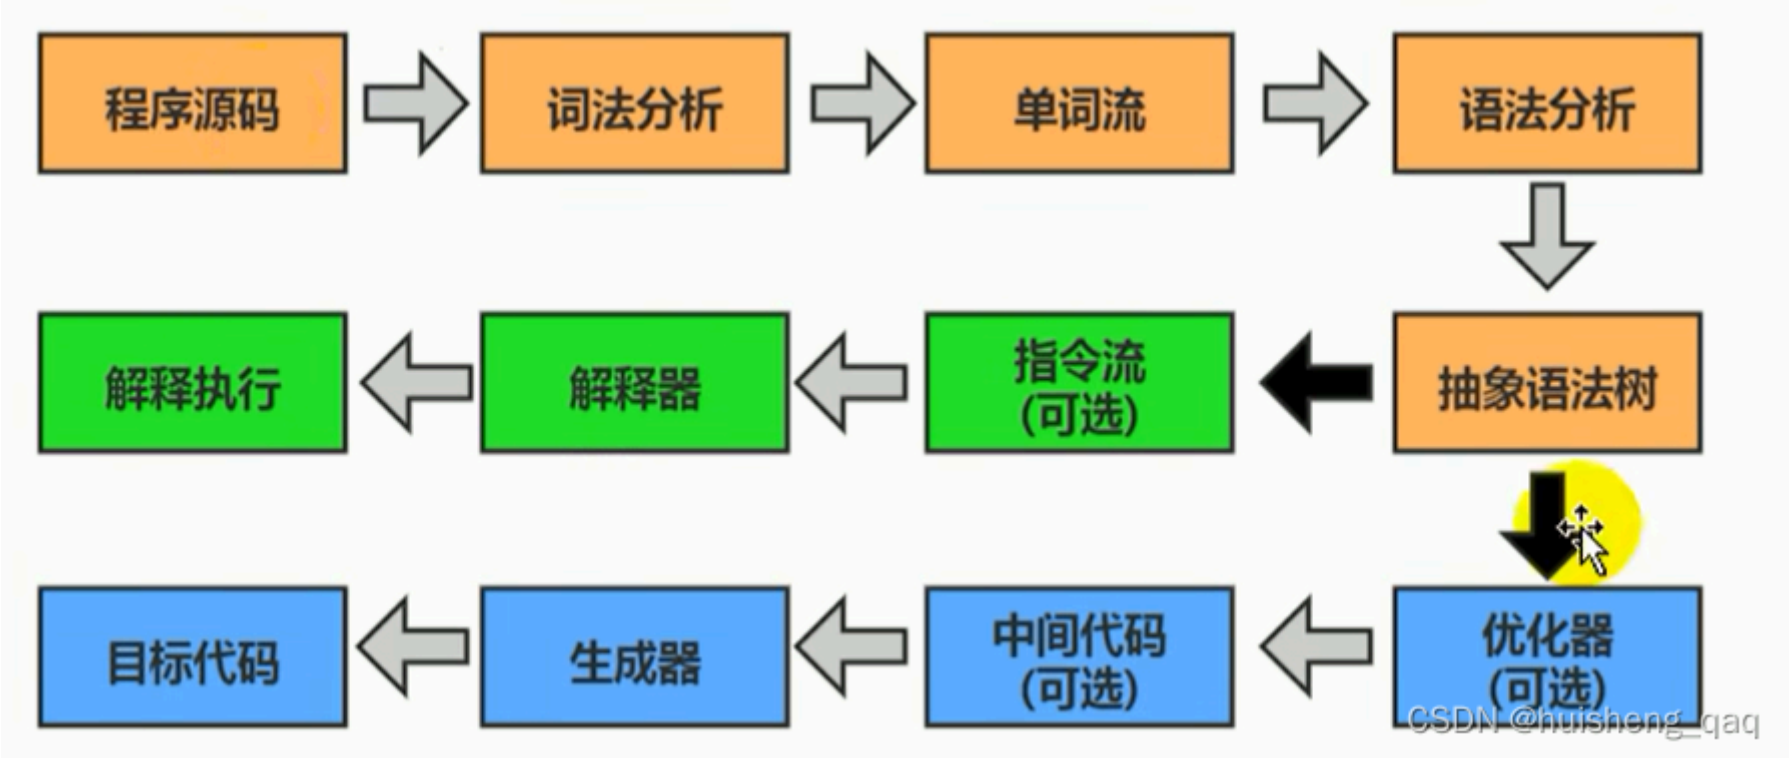 程序源码
词法分析
单词流
语法分析
解释执行
解释器
指令流
(可选)
抽象语法树
目标代码
生成器
中间代码
(可选)
优化器
(可选)
CSDN @huisheng_qaq